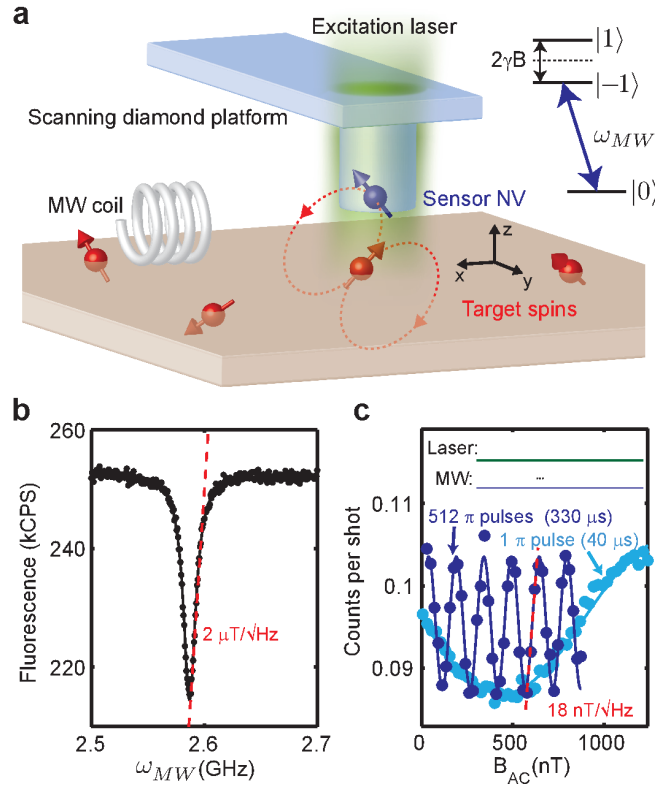 a
Excitation laser
|1⟩
2γB
|−1⟩
Scanning diamond platform
ω_MW
MW coil
Sensor NV
|0⟩
z
x
y
Target spins
b
c
260
250
240
230
220
Fluorescence (kCPS)
2 μT/√Hz
2.5
2.6
2.7
ω_MW(GHz)
Laser:
MW:
...
0.11
512 π pulses (330 μs)
1 π pulse (40 μs)
0.1
Counts per shot
0.09
18 nT/√Hz
0
500
1000
B_AC(nT)